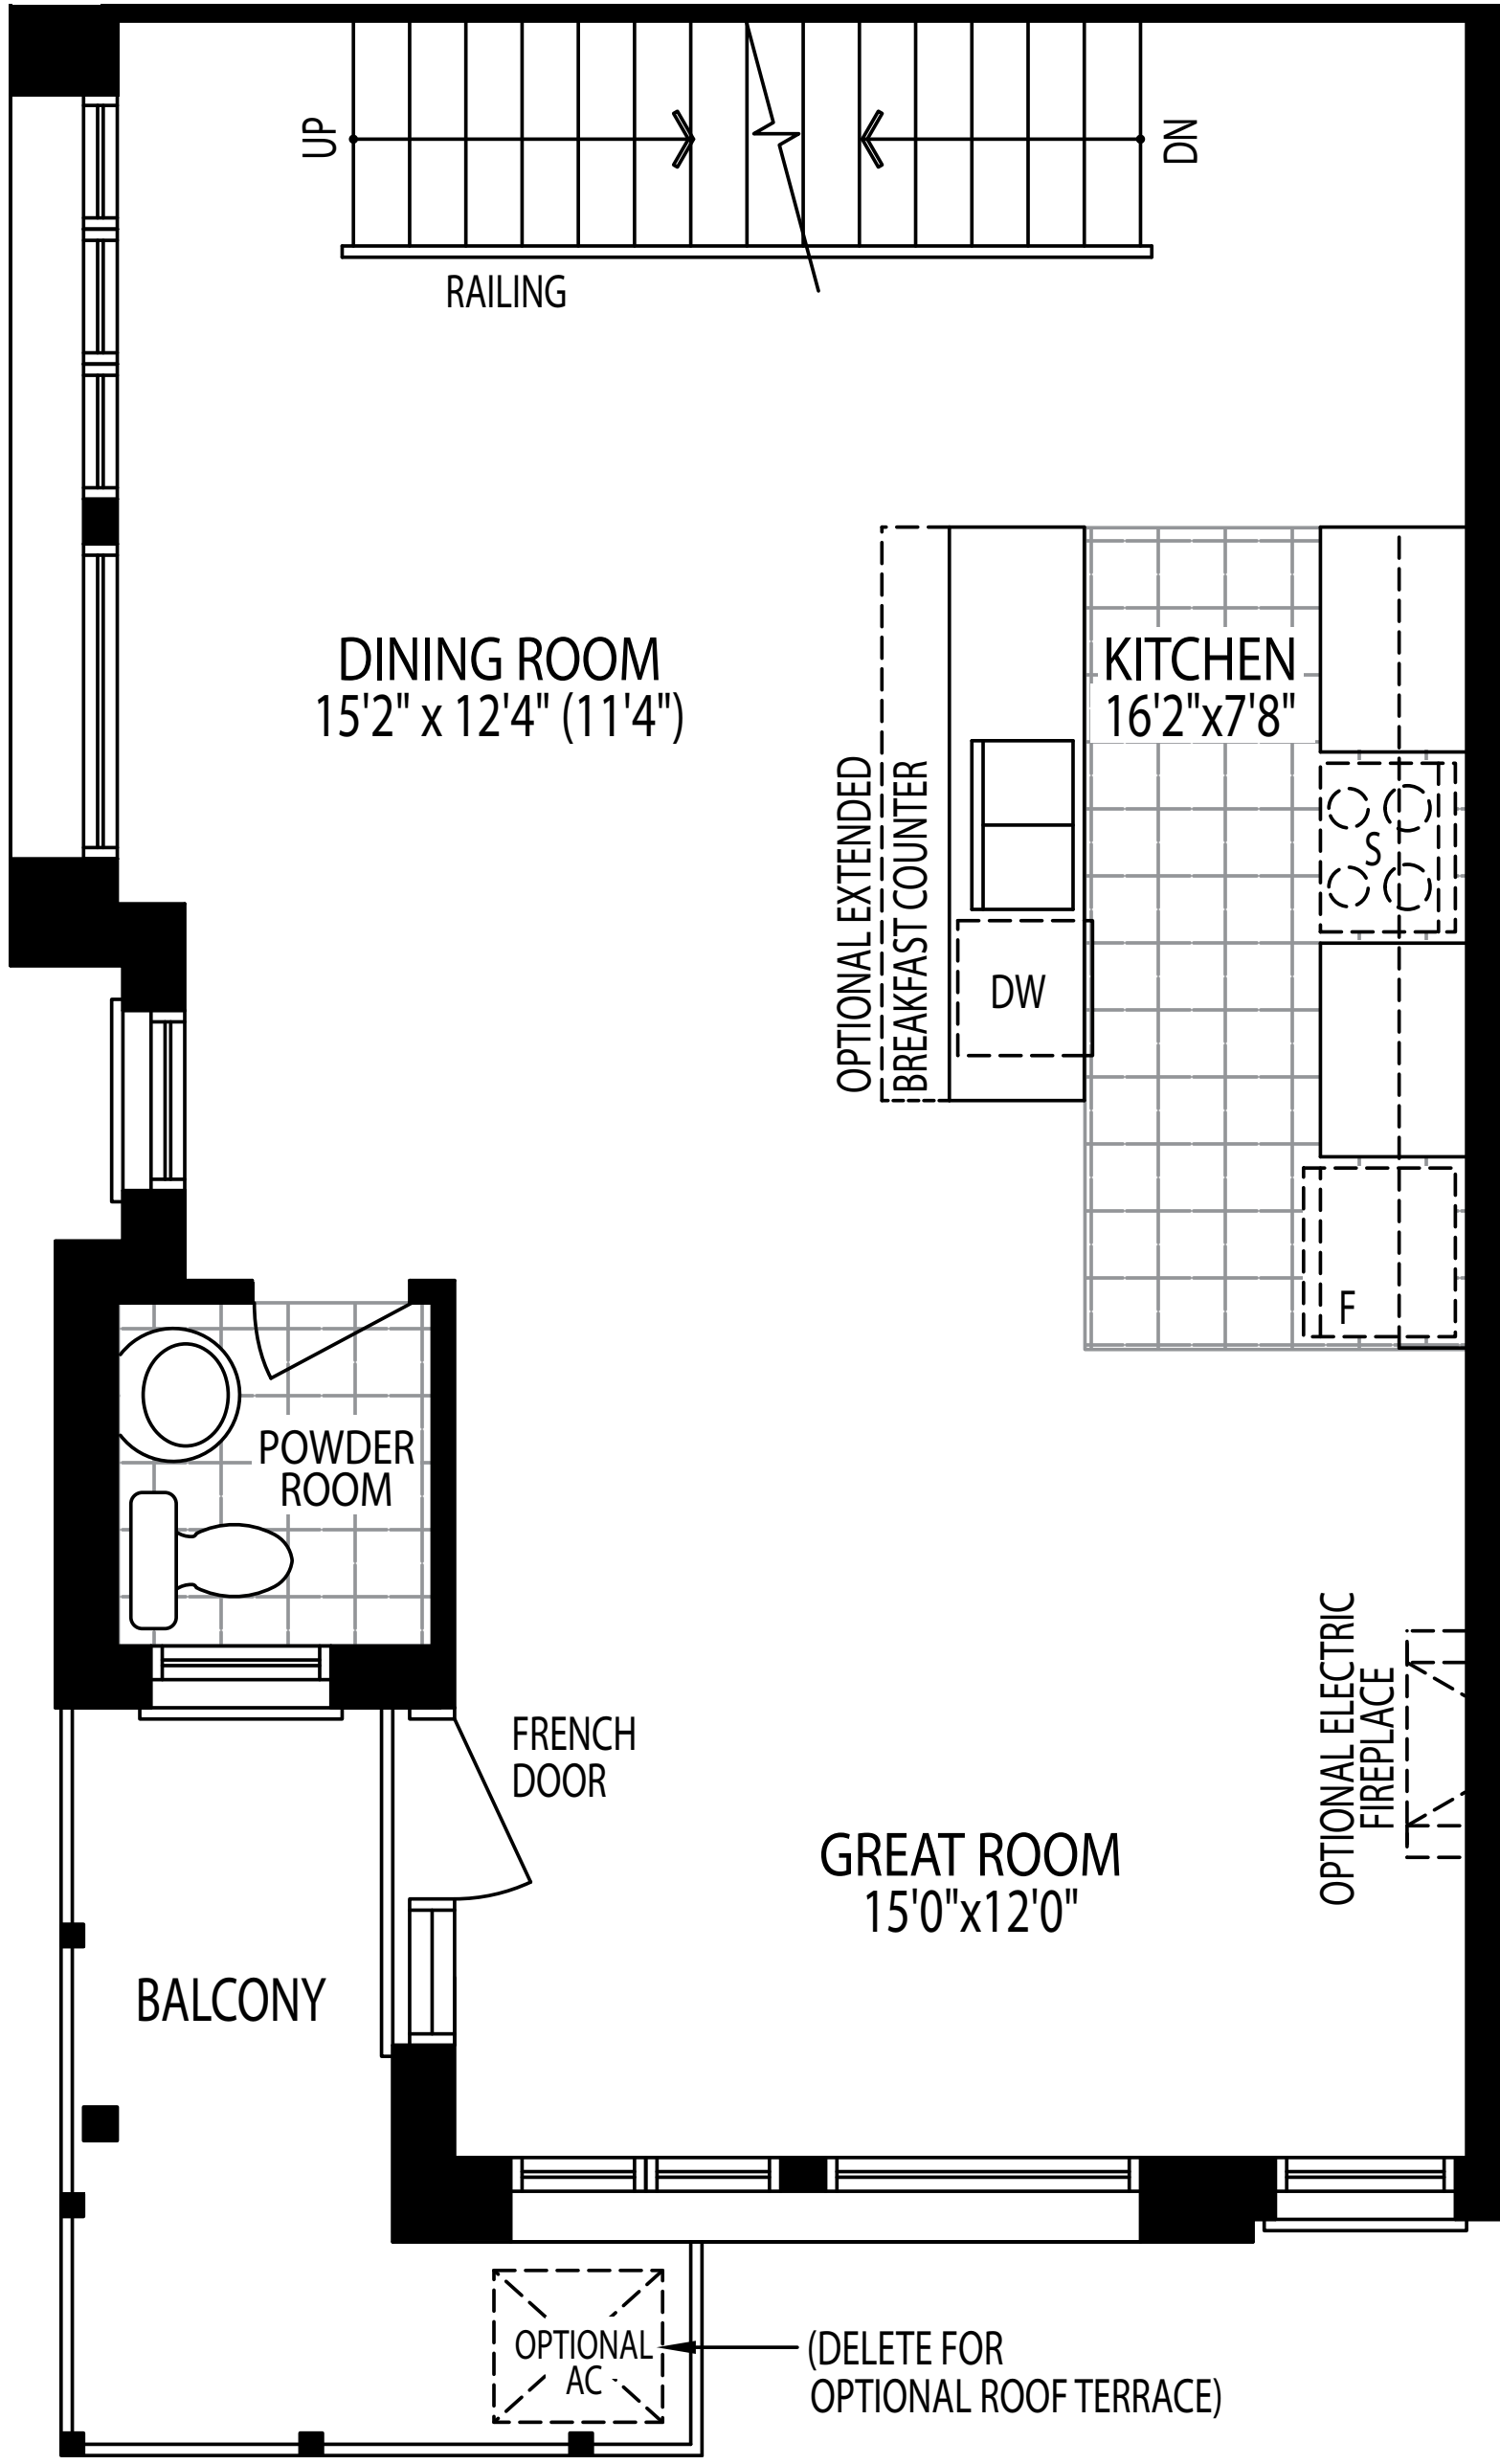 UP
DN
RAILING
DINING ROOM
15'2" x 12'4" (11'4")
KITCHEN
16'2"x7'8"
OPTIONAL EXTENDED
BREAKFAST COUNTER
S
DW
F
POWDER
ROOM
FRENCH
DOOR
OPTIONAL ELECTRIC
FIREPLACE
GREAT ROOM
15'0"x12'0"
BALCONY
OPTIONAL
AC
(DELETE FOR
OPTIONAL ROOF TERRACE)